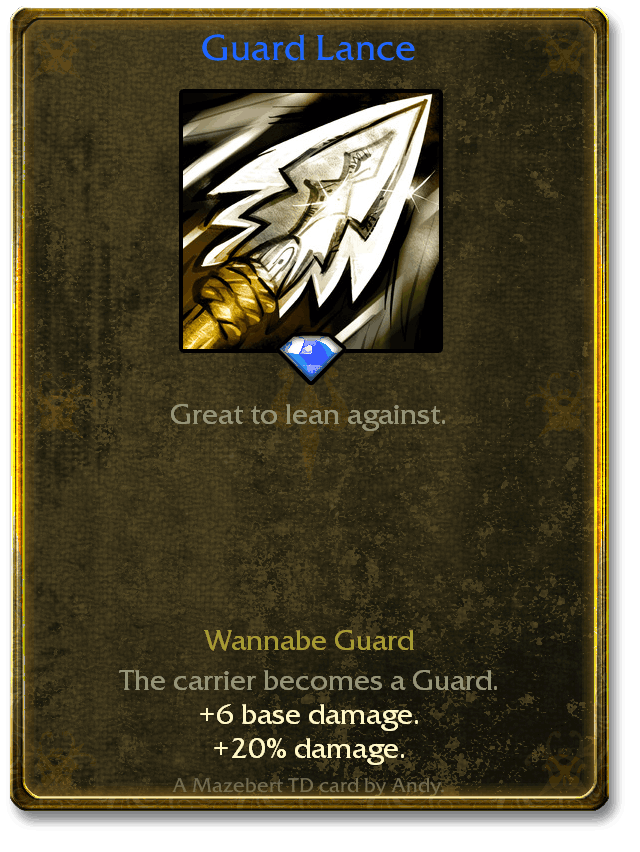 Guard Lance
Great to lean against.
Wannabe Guard
The carrier becomes a Guard.
+6 base damage.
+20% damage.
A Mazebert TD card by Andy.